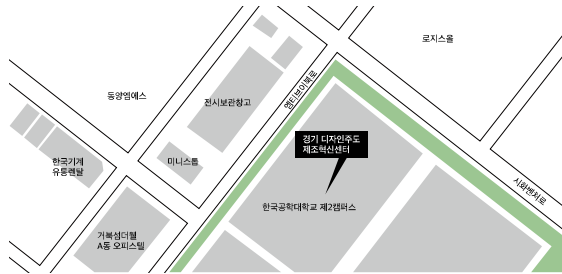 로지스올
엠티브이북로
동양엠에스
전시보관창고
경기 디자인주도
제조혁신센터
한국기계
유통렌탈
미니스톱
시화벤처로
한국공학대학교 제2캠퍼스
거북섬더웰
A동 오피스텔